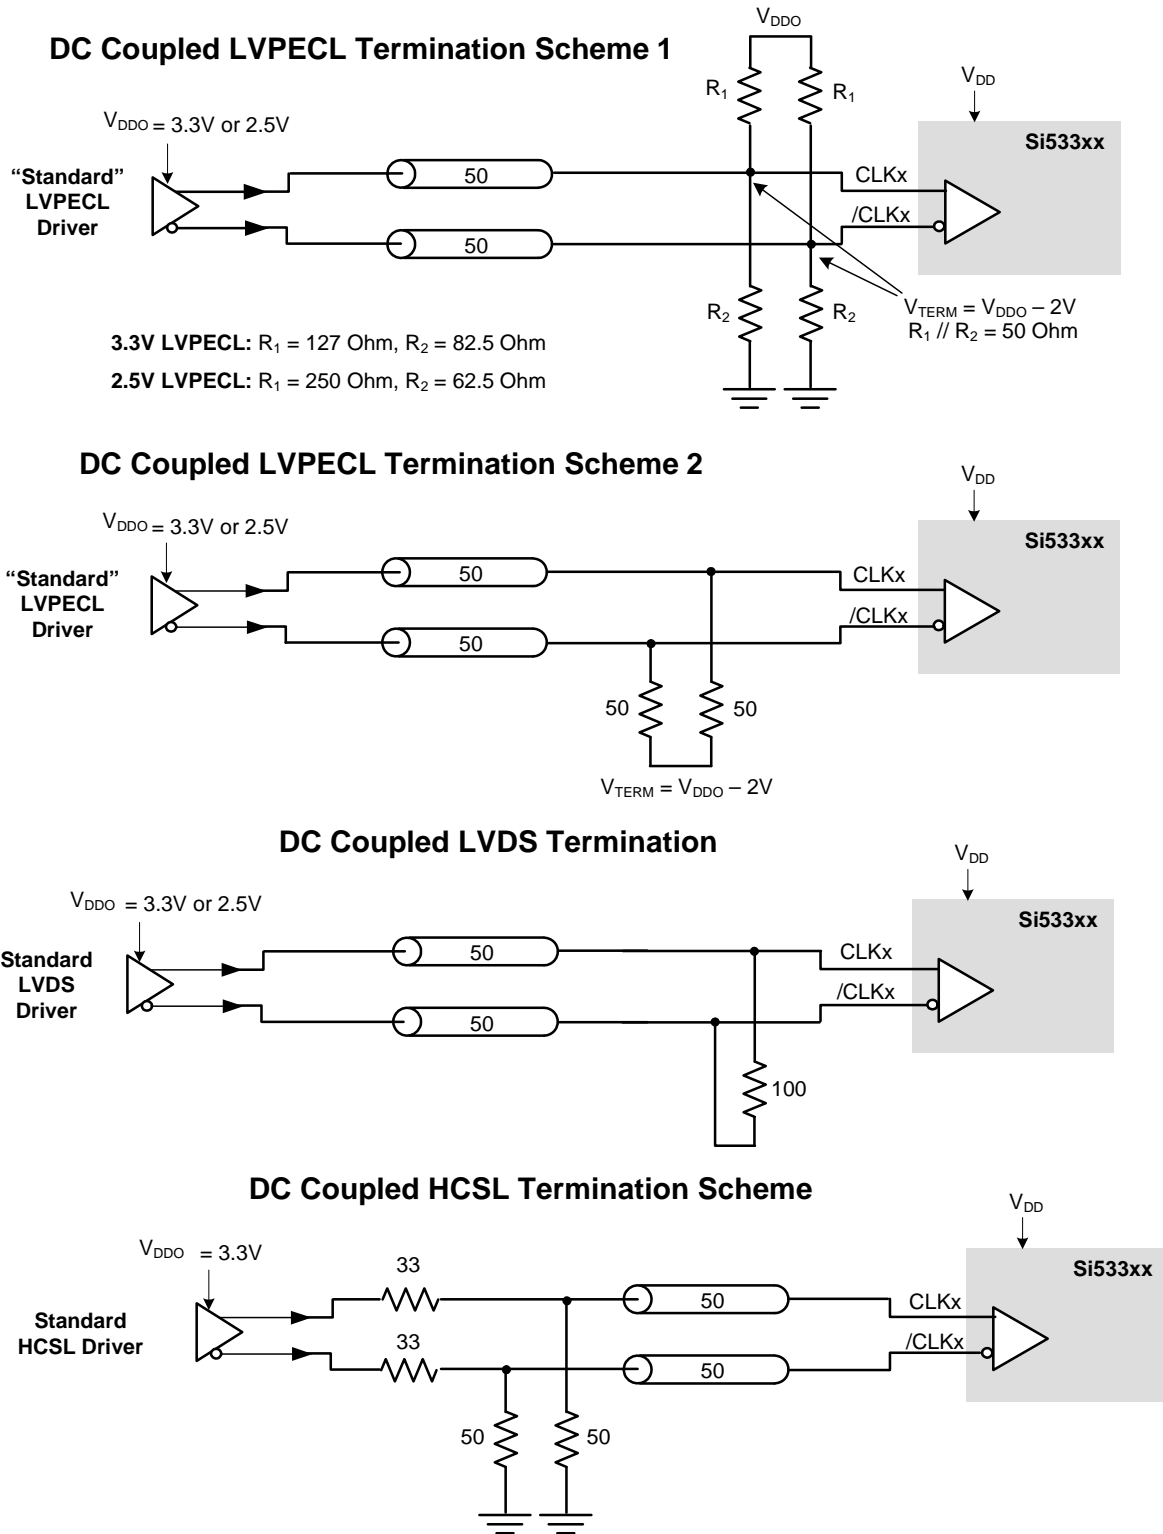 DC Coupled LVPECL Termination Scheme 1
VDDO
R1
R1
VDD
Si533xx
VDDO = 3.3V or 2.5V
“Standard”
LVPECL
Driver
50
50
CLKx
/CLKx
R2
R2
VTERM = VDDO – 2V
R1 // R2 = 50 Ohm
3.3V LVPECL: R1 = 127 Ohm, R2 = 82.5 Ohm
2.5V LVPECL: R1 = 250 Ohm, R2 = 62.5 Ohm
DC Coupled LVPECL Termination Scheme 2
VDD
Si533xx
VDDO = 3.3V or 2.5V
“Standard”
LVPECL
Driver
50
50
CLKx
/CLKx
50
50
VTERM = VDDO – 2V
DC Coupled LVDS Termination
VDD
Si533xx
VDDO = 3.3V or 2.5V
Standard
LVDS
Driver
50
50
CLKx
/CLKx
100
DC Coupled HCSL Termination Scheme
VDD
Si533xx
VDDO = 3.3V
Standard
HCSL Driver
33
33
50
50
CLKx
/CLKx
50
50